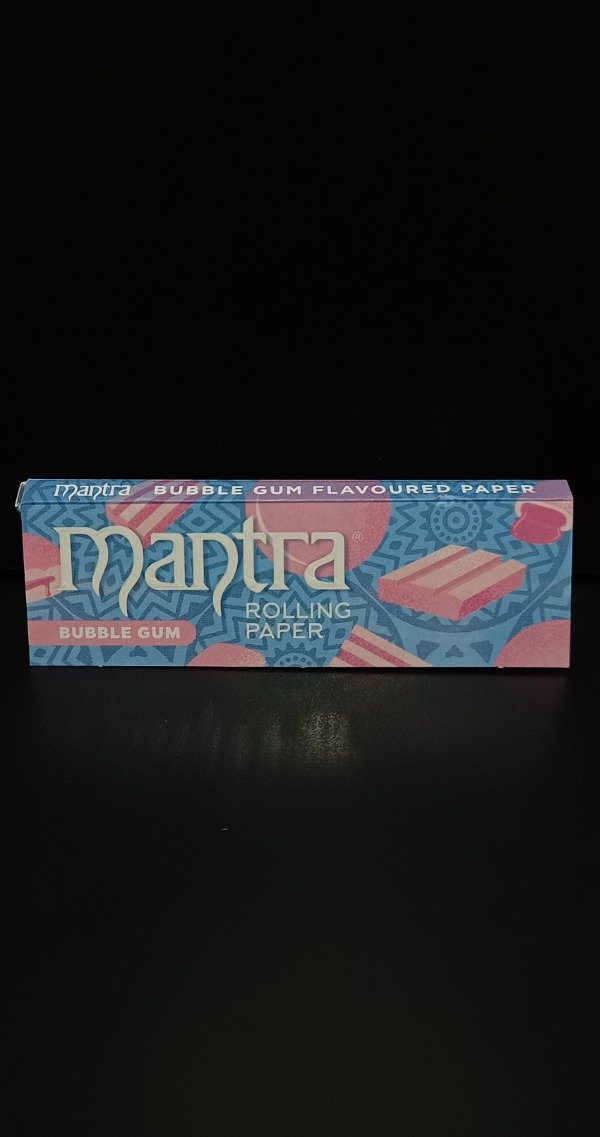 mantra BUBBLE GUM FLAVOURED PAPER
mantra®
ROLLING
PAPER
BUBBLE GUM